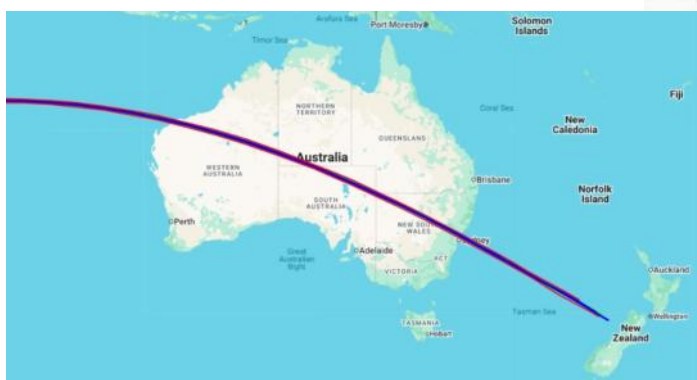 Arafura Sea
Solomon
Islands
Port Moresby
Timor Sea
Fiji
NORTHERN
TERRITORY
Coral Sea
New
Caledonia
QUEENSLAND
Australia
WESTERN
AUSTRALIA
Brisbane
Norfolk
Island
SOUTH
AUSTRALIA
Perth
NEW SOU
WALES
ney
Great
Australian
Bight
Adelaide
ACT
VICTORIA
Auckland
Tasman Sea
Wellington
TASMANIA
Hobart
New
Zealand